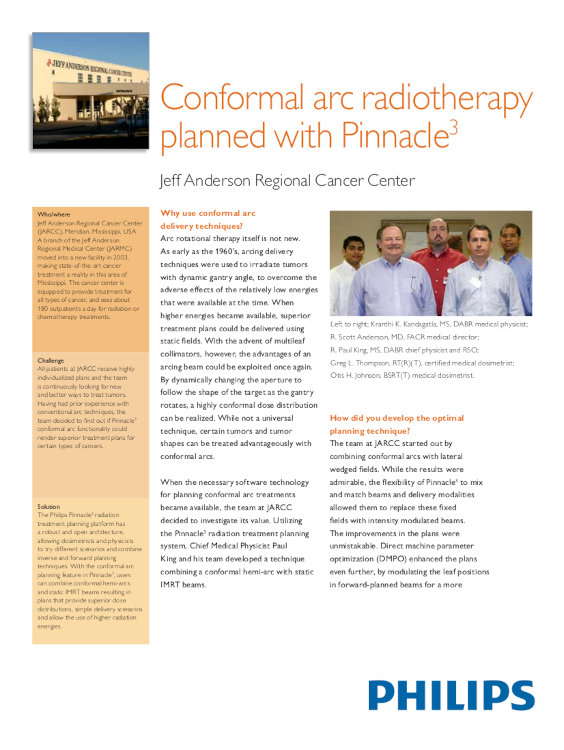 JEFF ANDERSON REGIONAL CANCER CENTER
Conformal arc radiotherapy
planned with Pinnacle³
Jeff Anderson Regional Cancer Center
Who/where
Jeff Anderson Regional Cancer Center
(JARCC), Meridian, Mississippi, USA
A branch of the Jeff Anderson
Regional Medical Center (JARMC)
moved into a new facility in 2003,
making state-of-the-art cancer
treatment a reality in this area of
Mississippi. The cancer center is
equipped to provide treatment for
all types of cancer, and sees about
180 outpatients a day for radiation or
chemotherapy treatments.
Challenge
All patients at JARCC receive highly
individualized plans and the team
is continuously looking for new
and better ways to treat tumors.
Having had prior experience with
conventional arc techniques, the
team decided to find out if Pinnacle³
conformal arc functionality could
render superior treatment plans for
certain types of cancers.
Solution
The Philips Pinnacle³ radiation
treatment planning platform has
a robust and open architecture,
allowing dosimetrists and physicists
to try different scenarios and combine
inverse and forward planning
techniques. With the conformal arc
planning feature in Pinnacle³, users
can combine conformal hemi-arcs
and static IMRT beams resulting in
plans that provide superior dose
distributions, simple delivery scenarios
and allow the use of higher radiation
energies.
Why use conformal arc
delivery techniques?
Arc rotational therapy itself is not new.
As early as the 1960's, arcing delivery
techniques were used to irradiate tumors
with dynamic gantry angle, to overcome the
adverse effects of the relatively low energies
that were available at the time. When
higher energies became available, superior
treatment plans could be delivered using
static fields. With the advent of multileaf
collimators, however, the advantages of an
arcing beam could be exploited once again.
By dynamically changing the aperture to
follow the shape of the target as the gantry
rotates, a highly conformal dose distribution
can be realized. While not a universal
technique, certain tumors and tumor
shapes can be treated advantageously with
conformal arcs.
When the necessary software technology
for planning conformal arc treatments
became available, the team at JARCC
decided to investigate its value. Utilizing
the Pinnacle³ radiation treatment planning
system, Chief Medical Physicist Paul
King and his team developed a technique
combining a conformal hemi-arc with static
IMRT beams.
Left to right; Kranthi K. Kandagatla, MS, DABR medical physicist;
R. Scott Anderson, MD, FACR medical director;
R. Paul King, MS, DABR chief physicist and RSO;
Greg L. Thompson, RT(R)(T), certified medical dosimetrist;
Otis H. Johnson, BSRT(T) medical dosimetrist.
How did you develop the optimal
planning technique?
The team at JARCC started out by
combining conformal arcs with lateral
wedged fields. While the results were
admirable, the flexibility of Pinnacle³ to mix
and match beams and delivery modalities
allowed them to replace these fixed
fields with intensity modulated beams.
The improvements in the plans were
unmistakable. Direct machine parameter
optimization (DMPO) enhanced the plans
even further, by modulating the leaf positions
in forward-planned beams for a more
PHILIPS